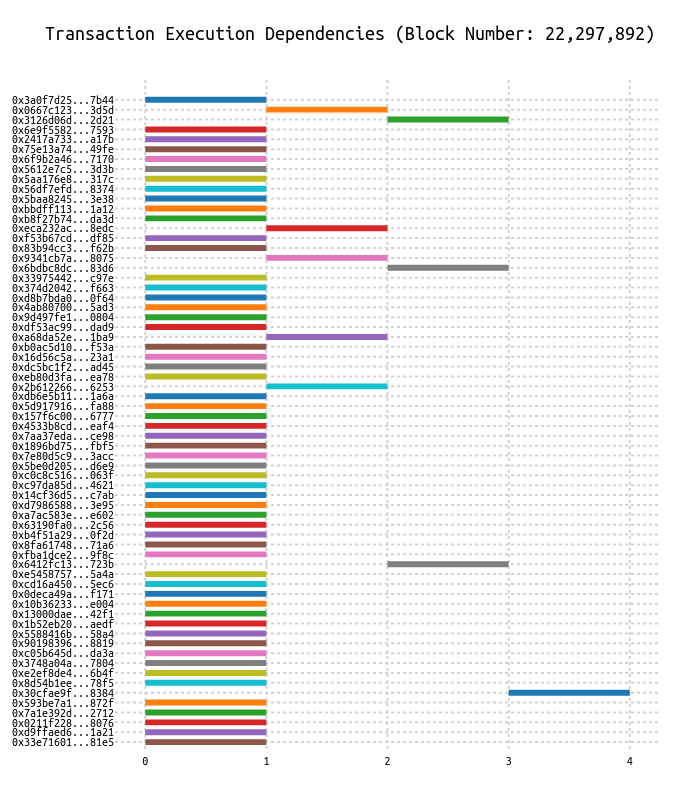 Transaction Execution Dependencies (Block Number: 22,297,892)
0x3a0f7d25...7b44
0x0667c123...3d5d
0x3126d06d...2d21
0x6e9f5582...7593
0x2417a733...a17b
0x75e13a74...49fe
0x6f9b2a46...7170
0x5612e7c5...3d3b
0x5aa176e8...317c
0x56df7efd...8374
0x5baa8245...3e38
0xbbdff113...1a12
0xb8f27b74...da3d
0xeca232ac...8edc
0xf53b67cd...df85
0x83b94cc3...f62b
0x9341cb7a...8075
0x6bdbc8dc...83d6
0x33975442...c97e
0x374d2042...f663
0xd8b7bda0...0f64
0x4ab80700...5ad3
0x9d497fe1...0804
0xdf53ac99...dad9
0xa68da52e...1ba9
0xb0ac5d10...f53a
0x16d56c5a...23a1
0xdc5bc1f2...ad45
0xeb80d3fa...ea78
0x2b612266...6253
0xdb6e5b11...1a6a
0x5d917916...fa88
0x157f6c00...6777
0x4533b8cd...eaf4
0x7aa37eda...ce98
0x1896bd75...fbf5
0x7e80d5c9...3acc
0x5be0d205...d6e9
0xc0c8c516...063f
0xc97da85d...4621
0x14cf36d5...c7ab
0xd7986588...3e95
0xa7ac583e...e602
0x63190fa0...2c56
0xb4f51a29...0f2d
0x8fa61748...71a6
0xfba1dce2...9f8c
0x6412fc13...723b
0xe5458757...5a4a
0xcd16a450...5ec6
0x0deca49a...f171
0x10b36233...e004
0x13000dae...42f1
0x1b52eb20...aedf
0x5588416b...58a4
0x90198396...8819
0xc05b645d...da3a
0x3748a04a...7804
0xe2ef8de4...6b4f
0x8d54b1ee...78f5
0x30cfae9f...8384
0x593be7a1...872f
0x7a1e392d...2712
0x0211f228...8076
0xd9ffaed6...1a21
0x33e71601...81e5
0 1 2 3 4